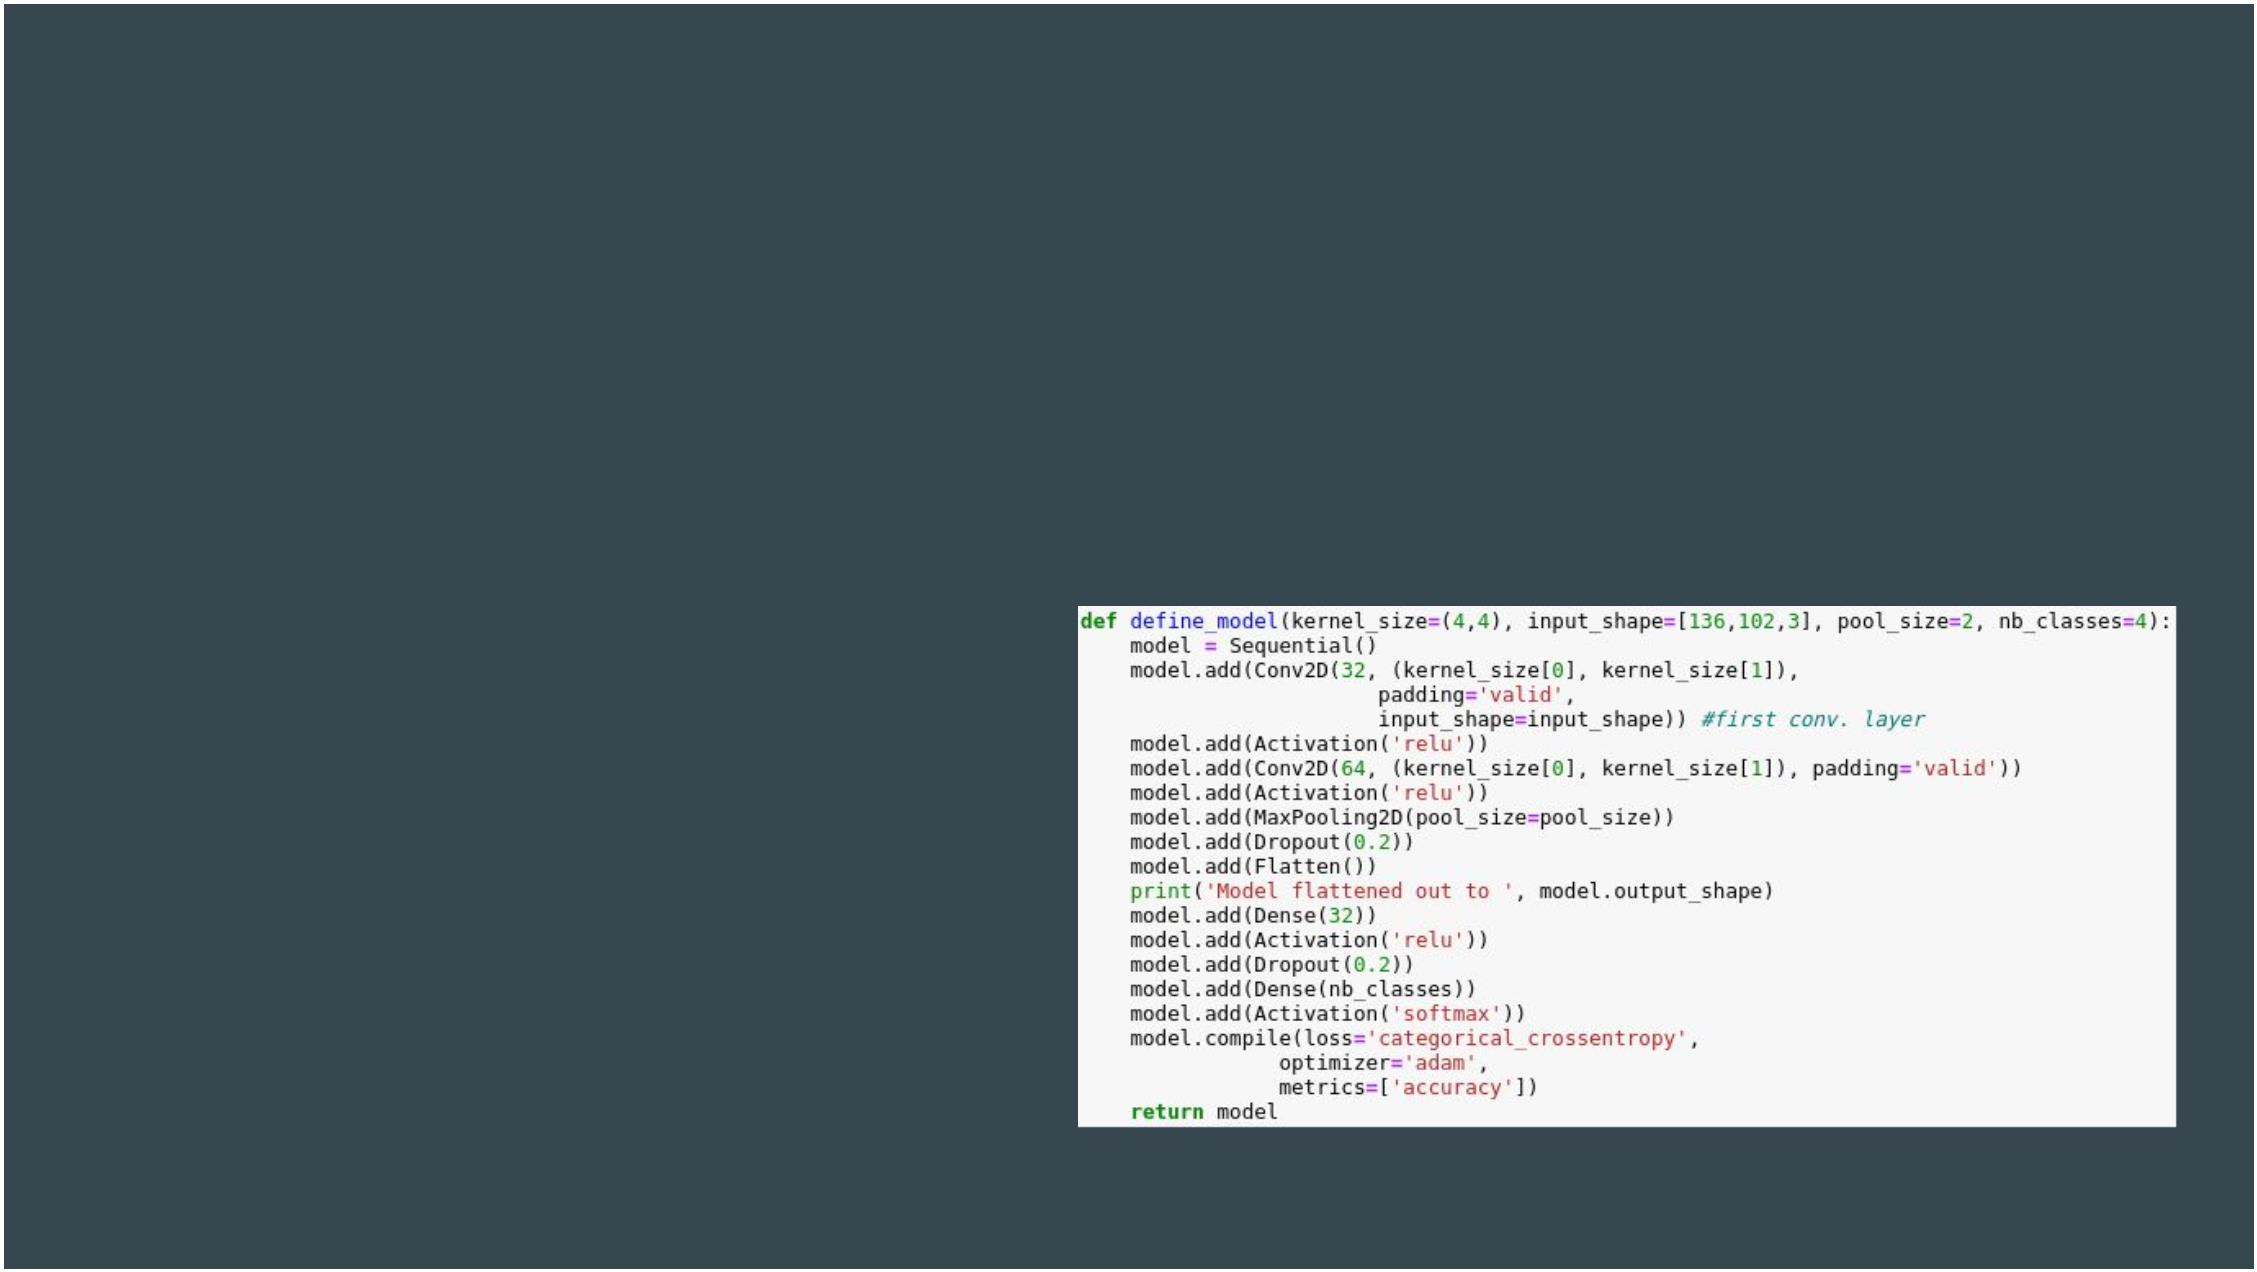 def define_model(kernel_size=(4,4), input_shape=[136,102,3], pool_size=2, nb_classes=4):
    model = Sequential()
    model.add(Conv2D(32, (kernel_size[0], kernel_size[1]),
                    padding='valid',
                    input_shape=input_shape)) #first conv. layer
    model.add(Activation('relu'))
    model.add(Conv2D(64, (kernel_size[0], kernel_size[1]), padding='valid'))
    model.add(Activation('relu'))
    model.add(MaxPooling2D(pool_size=pool_size))
    model.add(Dropout(0.2))
    model.add(Flatten())
    print('Model flattened out to ', model.output_shape)
    model.add(Dense(32))
    model.add(Activation('relu'))
    model.add(Dropout(0.2))
    model.add(Dense(nb_classes))
    model.add(Activation('softmax'))
    model.compile(loss='categorical_crossentropy',
                optimizer='adam',
                metrics=['accuracy'])
    return model